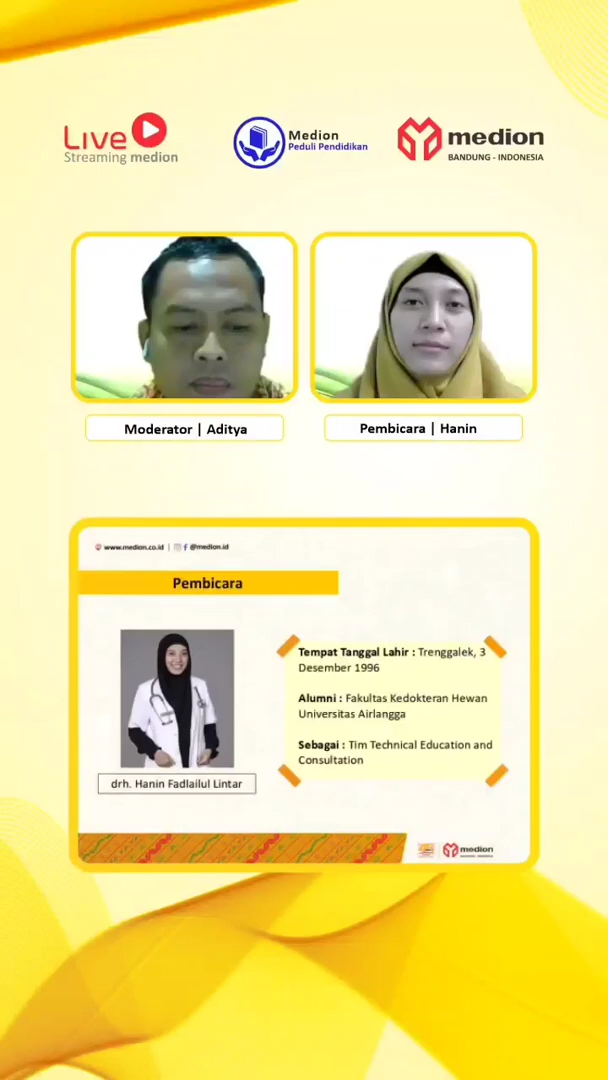 LIVE
Streaming medion
Medion
Peduli Pendidikan
medion
BANDUNG - INDONESIA
Moderator | Aditya
Pembicara | Hanin
www.medion.co.id | @medion.id
Pembicara
Tempat Tanggal Lahir : Trenggalek, 3
Desember 1996
Alumni : Fakultas Kedokteran Hewan
Universitas Airlangga
Sebagai : Tim Technical Education and
Consultation
drh. Hanin Fadlailul Lintar
medion